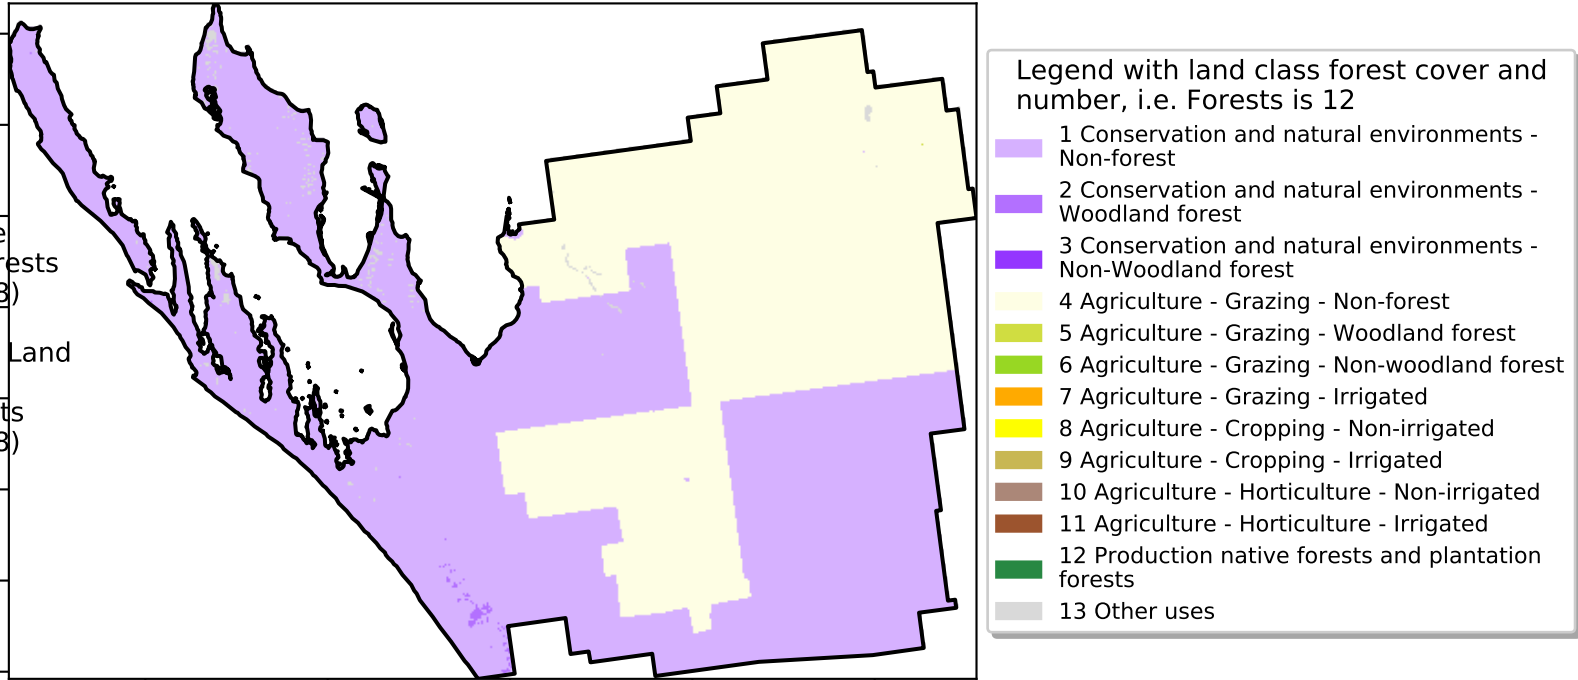 rests
8)
Land
ts
8)
Legend with land class forest cover and
number, i.e. Forests is 12
1 Conservation and natural environments -
Non-forest
2 Conservation and natural environments -
Woodland forest
3 Conservation and natural environments -
Non-Woodland forest
4 Agriculture - Grazing - Non-forest
5 Agriculture - Grazing - Woodland forest
6 Agriculture - Grazing - Non-woodland forest
7 Agriculture - Grazing - Irrigated
8 Agriculture - Cropping - Non-irrigated
9 Agriculture - Cropping - Irrigated
10 Agriculture - Horticulture - Non-irrigated
11 Agriculture - Horticulture - Irrigated
12 Production native forests and plantation
forests
13 Other uses